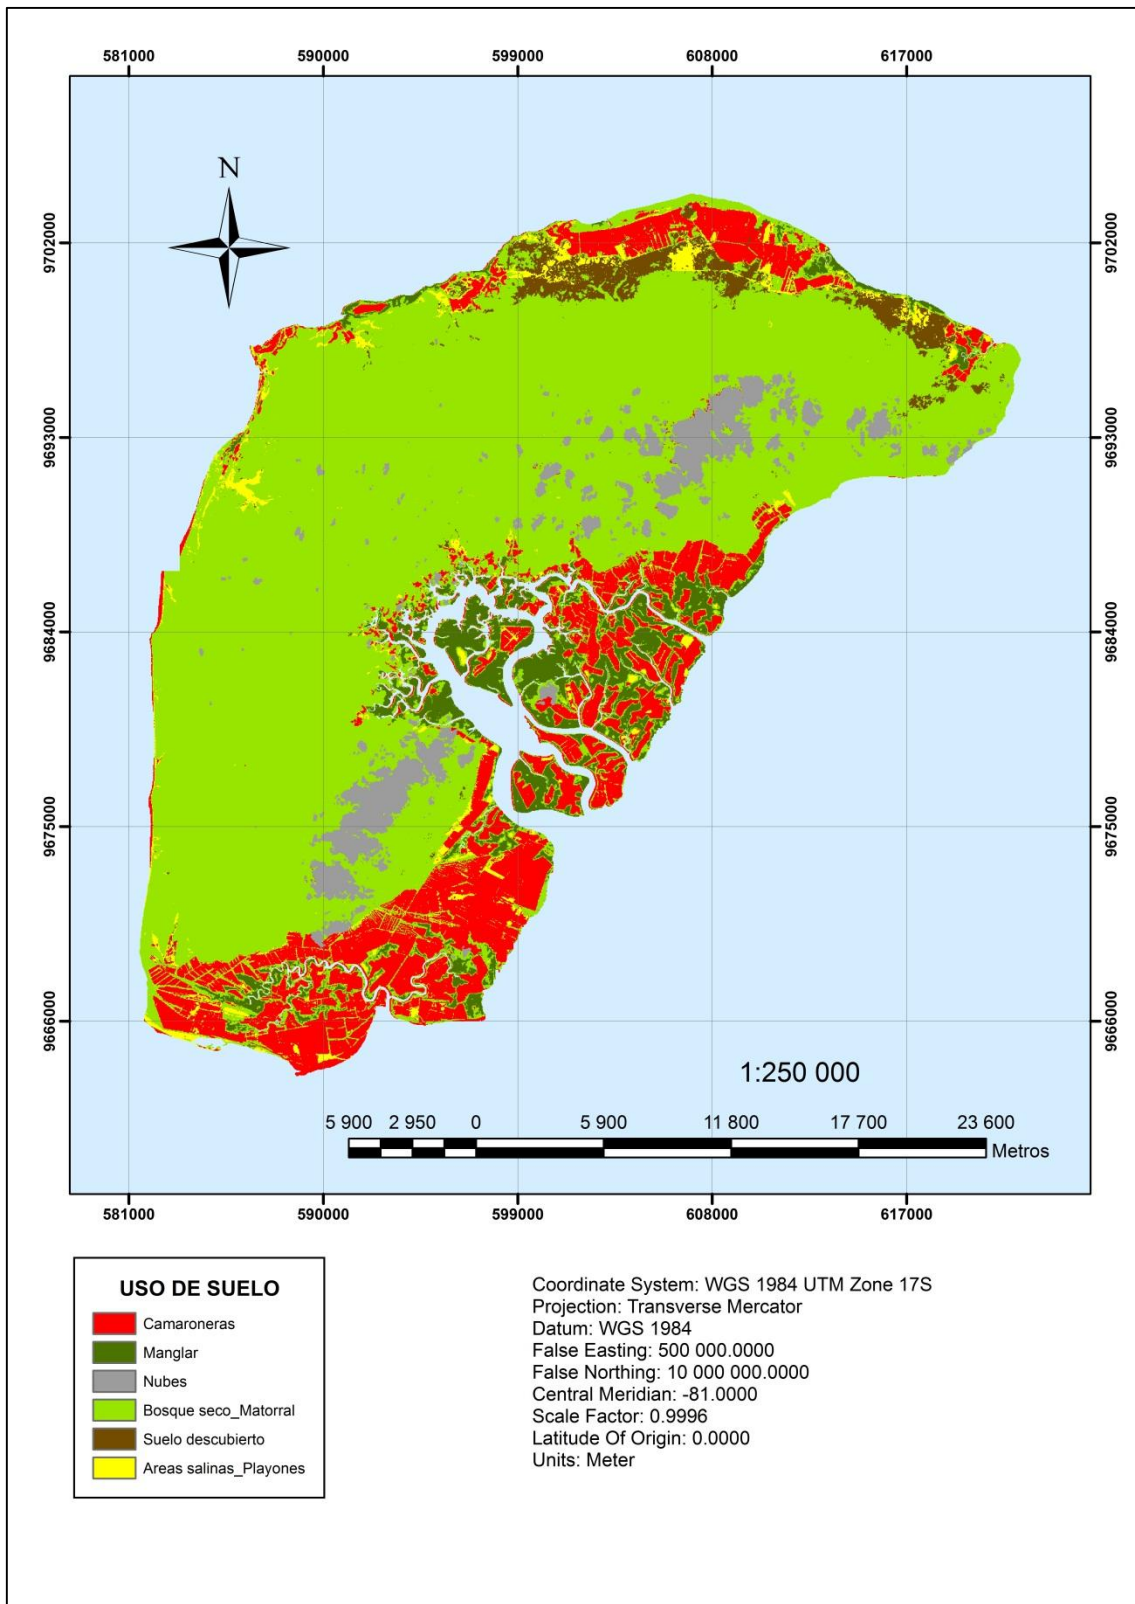 581000 590000 599000 608000 617000
N
9702000 9702000
9693000 9693000
9684000 9684000
9675000 9675000
9666000 9666000
1:250 000
5 900 2 950 0 5 900 11 800 17 700 23 600
Metros
581000 590000 599000 608000 617000
USO DE SUELO
Camaroneras
Manglar
Nubes
Bosque seco_Matorral
Suelo descubierto
Areas salinas_Playones
Coordinate System: WGS 1984 UTM Zone 17S
Projection: Transverse Mercator
Datum: WGS 1984
False Easting: 500 000.0000
False Northing: 10 000 000.0000
Central Meridian: -81.0000
Scale Factor: 0.9996
Latitude Of Origin: 0.0000
Units: Meter